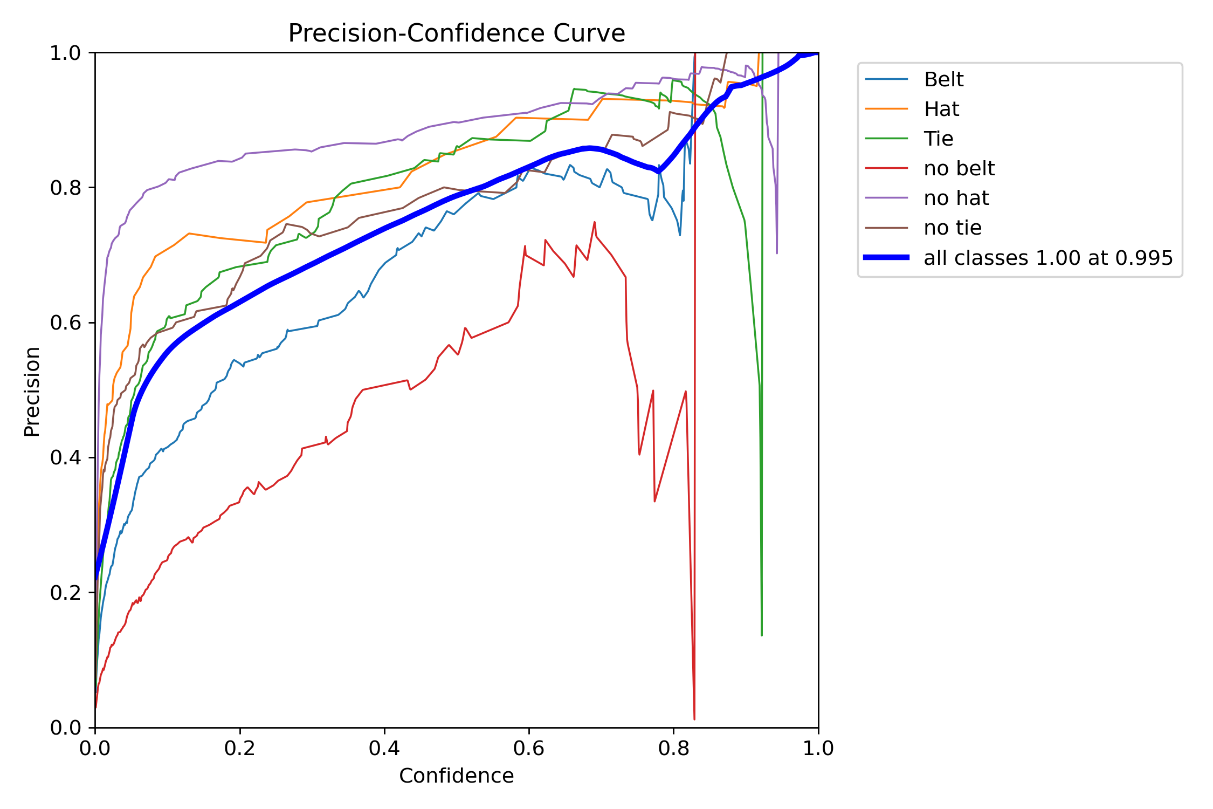 Precision-Confidence Curve
1.0
0.8
0.6
0.4
0.2
0.0
Precision
0.0 0.2 0.4 0.6 0.8 1.0
Confidence
Belt
Hat
Tie
no belt
no hat
no tie
all classes 1.00 at 0.995